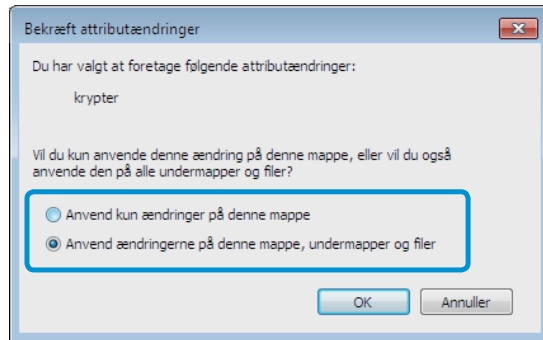 Bekræft attributændringer
Du har valgt at foretage følgende attributændringer:
krypter
Vil du kun anvende denne ændring på denne mappe, eller vil du også
anvende den på alle undermapper og filer?
Anvend kun ændringer på denne mappe
Anvend ændringerne på denne mappe, undermapper og filer
OK
Annuller